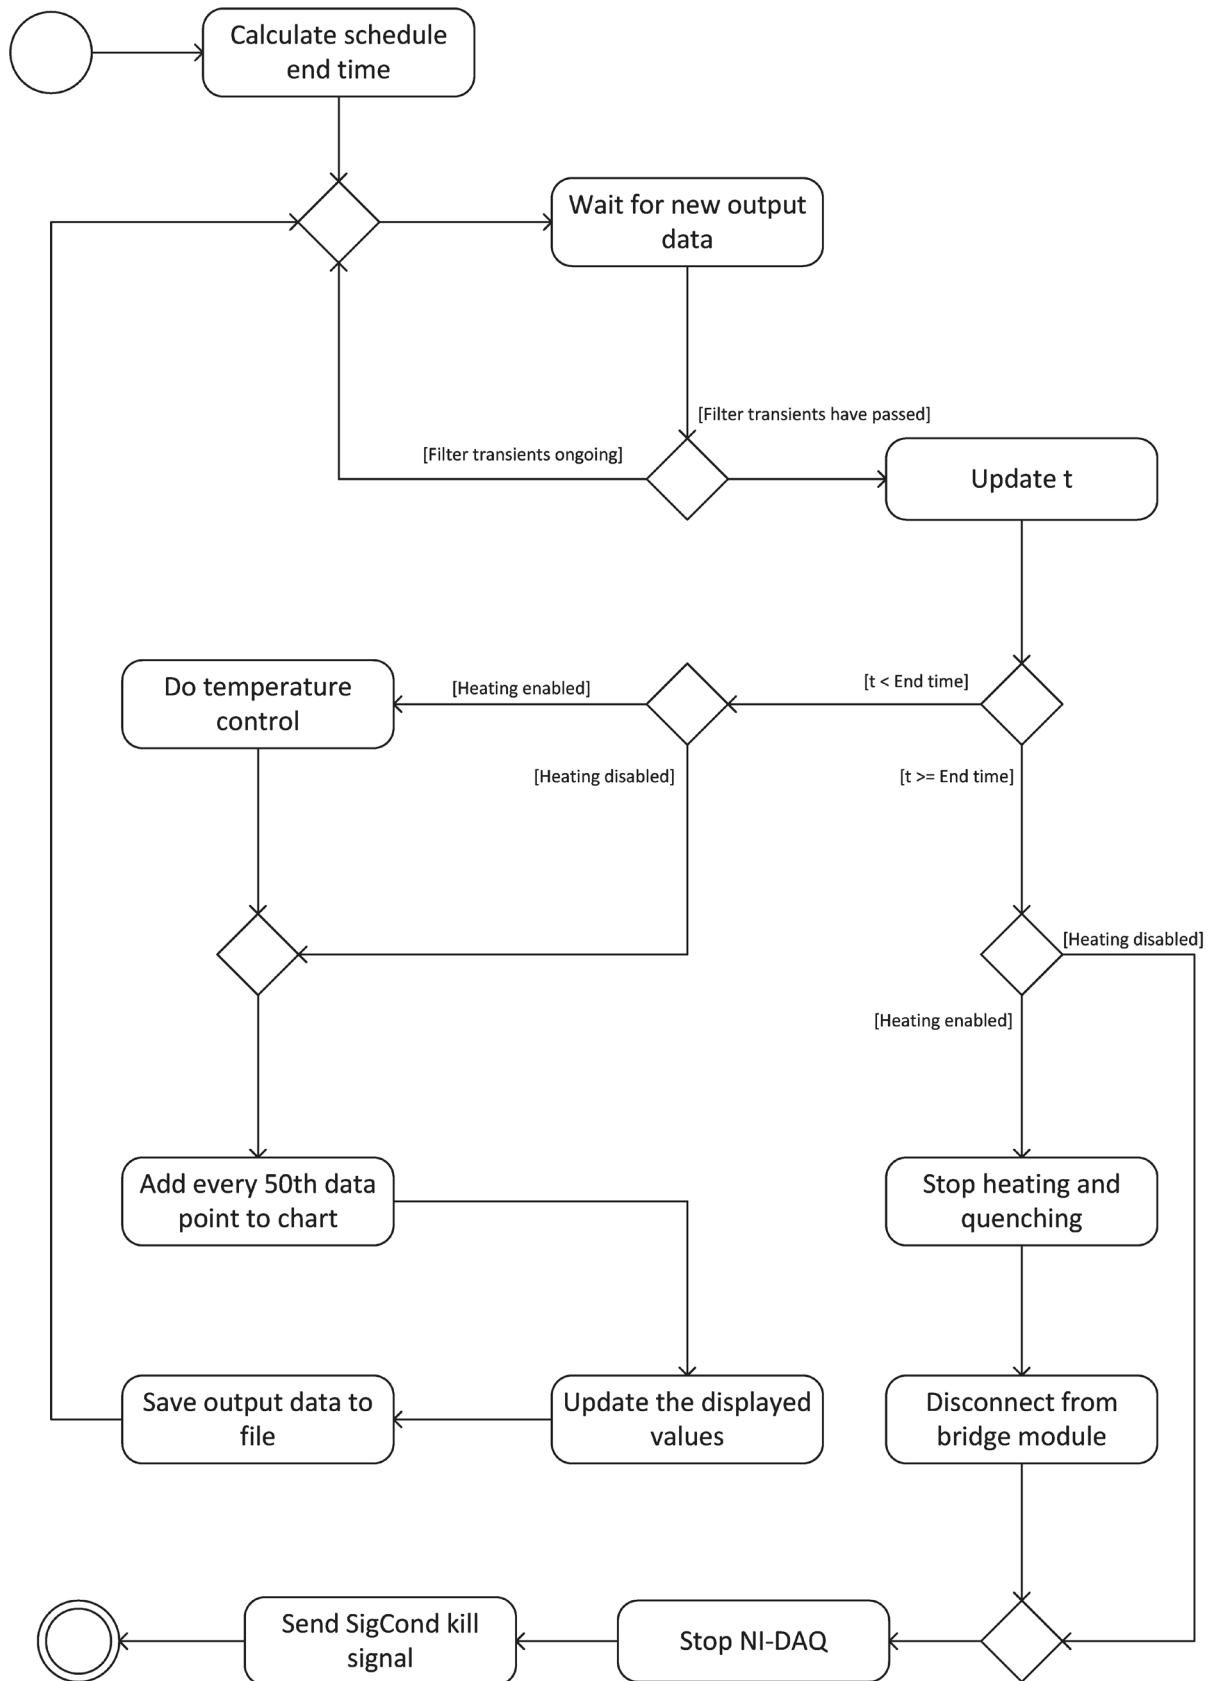 Calculate schedule
end time
Wait for new output
data
[Filter transients have passed]
[Filter transients ongoing]
Update t
Do temperature
control
[Heating enabled]
[t < End time]
[Heating disabled]
[t >= End time]
[Heating disabled]
[Heating enabled]
Add every 50th data
point to chart
Stop heating and
quenching
Save output data to
file
Update the displayed
values
Disconnect from
bridge module
Send SigCond kill
signal
Stop NI-DAQ